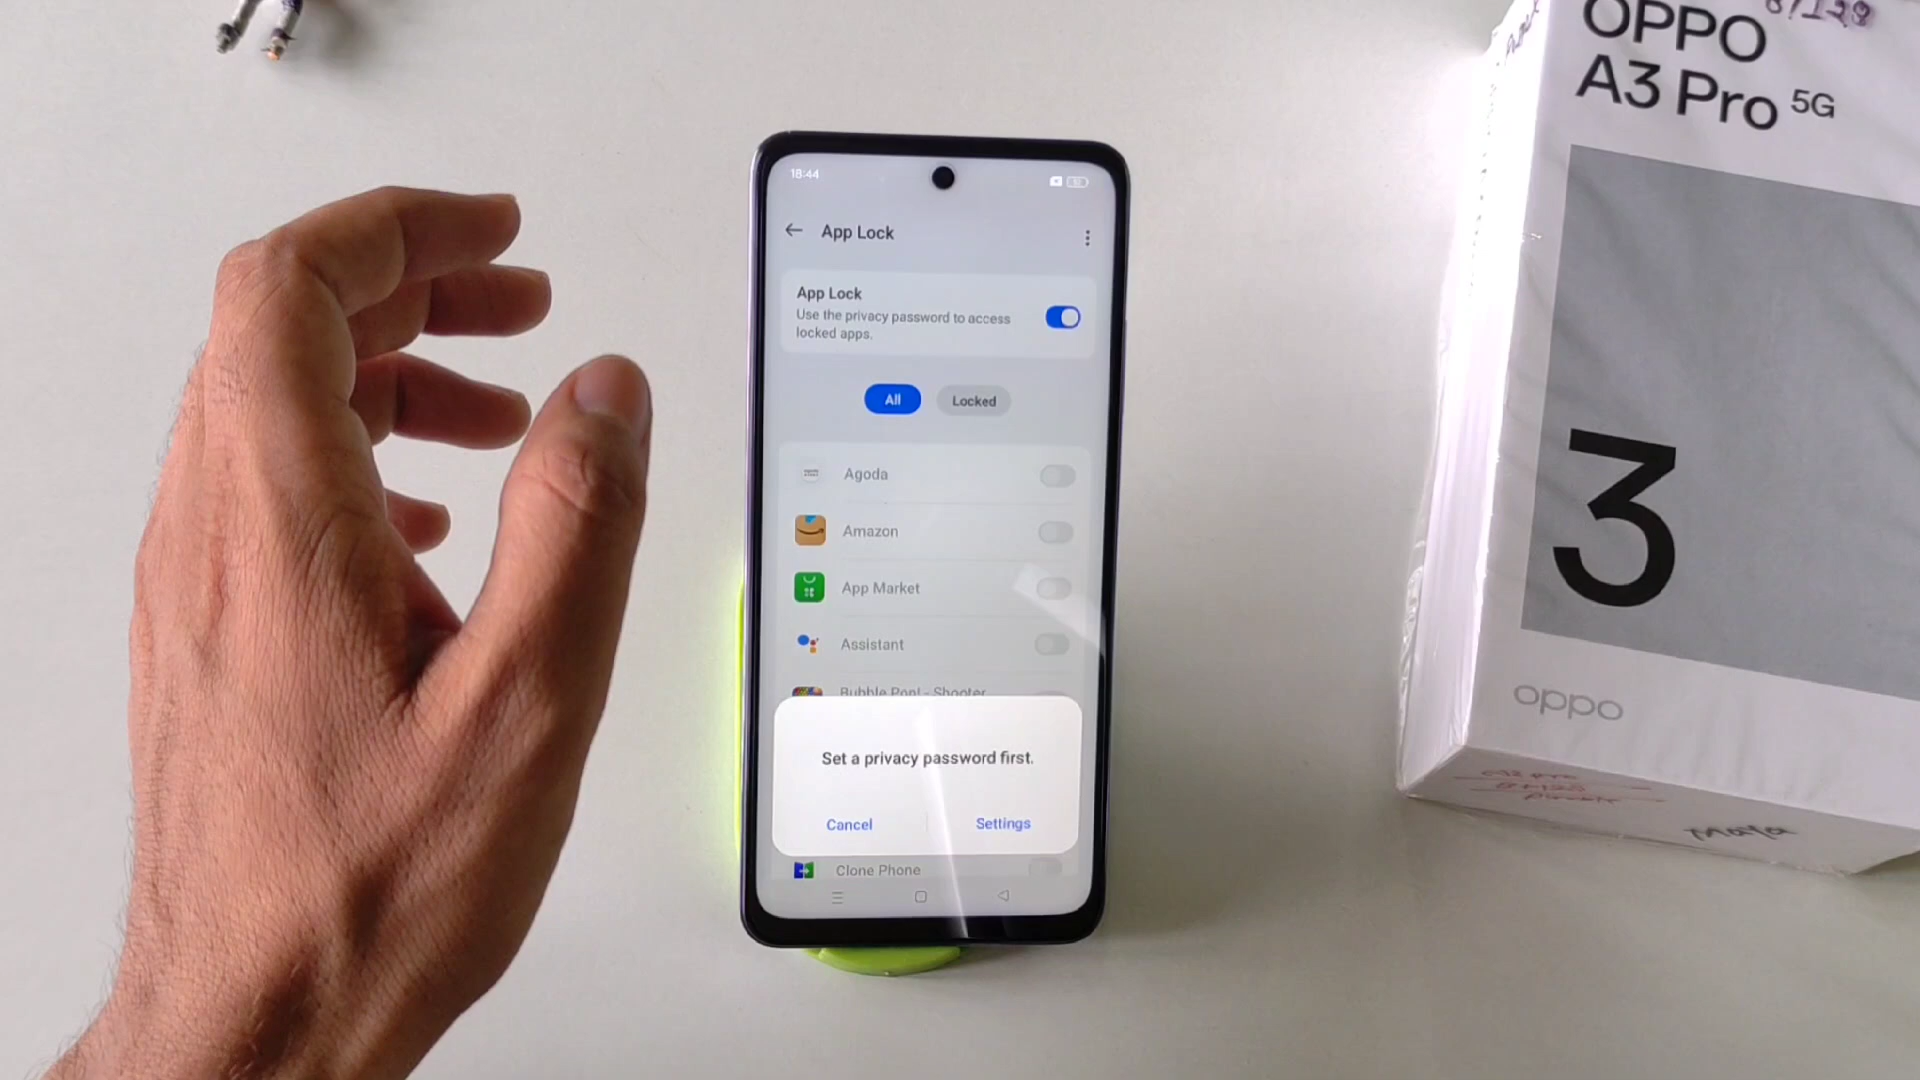 18:44
App Lock
App Lock
Use the privacy password to access
locked apps.
All
Locked
Agoda
Amazon
App Market
Assistant
Bubble Pop! - Shooter
Set a privacy password first.
Cancel
Settings
Clone Phone
OPPO
A3 Pro 5G
3
oppo
8/128